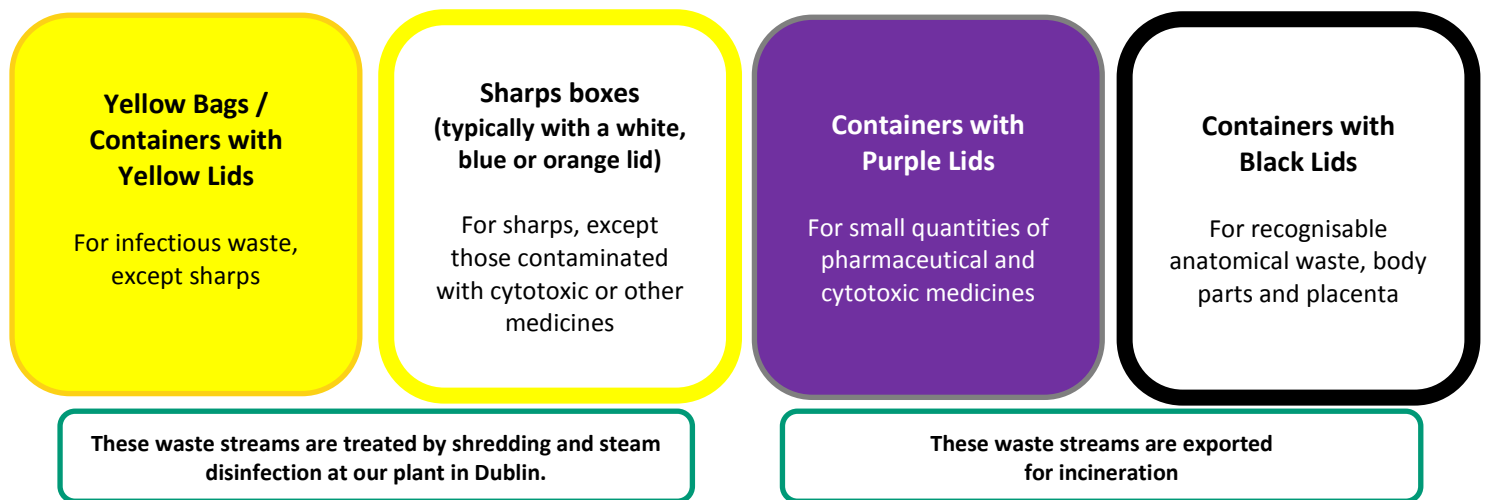 Yellow Bags /
Containers with
Yellow Lids
For infectious waste,
except sharps
Sharps boxes
(typically with a white,
blue or orange lid)
For sharps, except
those contaminated
with cytotoxic or other
medicines
Containers with
Purple Lids
For small quantities of
pharmaceutical and
cytotoxic medicines
Containers with
Black Lids
For recognisable
anatomical waste, body
parts and placenta
These waste streams are treated by shredding and steam
disinfection at our plant in Dublin.
These waste streams are exported
for incineration